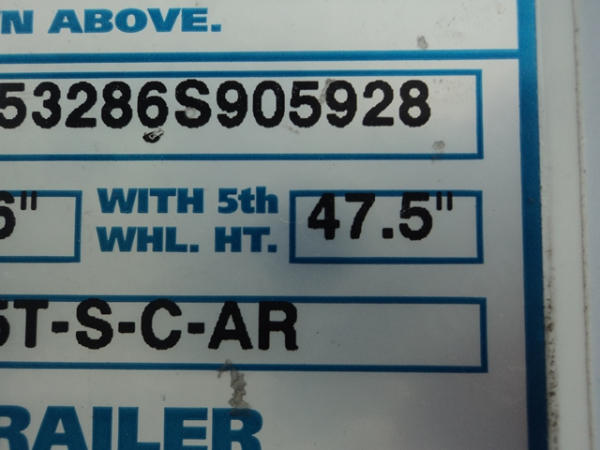 N ABOVE.
53286S905928
6" WITH 5th WHL. HT. 47.5"
5T-S-C-AR
RAILER